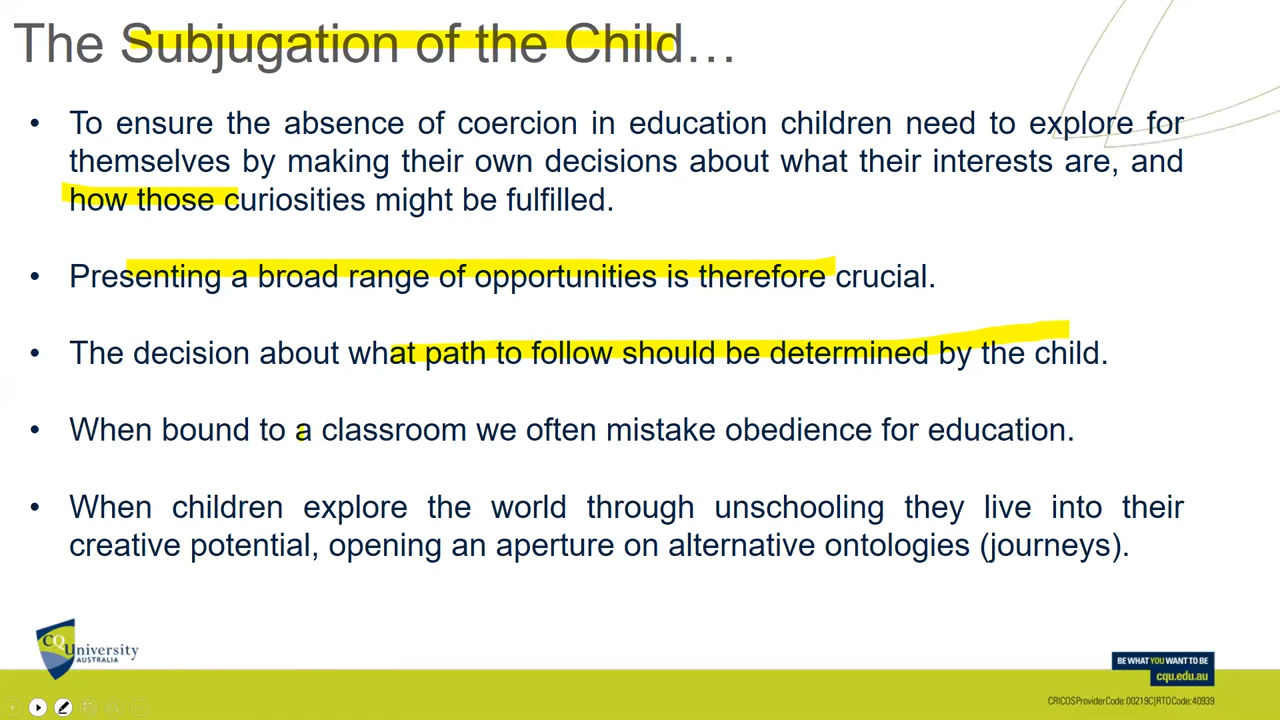 The Subjugation of the Child…
• To ensure the absence of coercion in education children need to explore for
themselves by making their own decisions about what their interests are, and
how those curiosities might be fulfilled.
• Presenting a broad range of opportunities is therefore crucial.
• The decision about what path to follow should be determined by the child.
• When bound to a classroom we often mistake obedience for education.
• When children explore the world through unschooling they live into their
creative potential, opening an aperture on alternative ontologies (journeys).
CQUniversity
AUSTRALIA
BE WHAT YOU WANT TO BE
cqu.edu.au
CRICOSProviderCode:00219C|RTOCode:40939